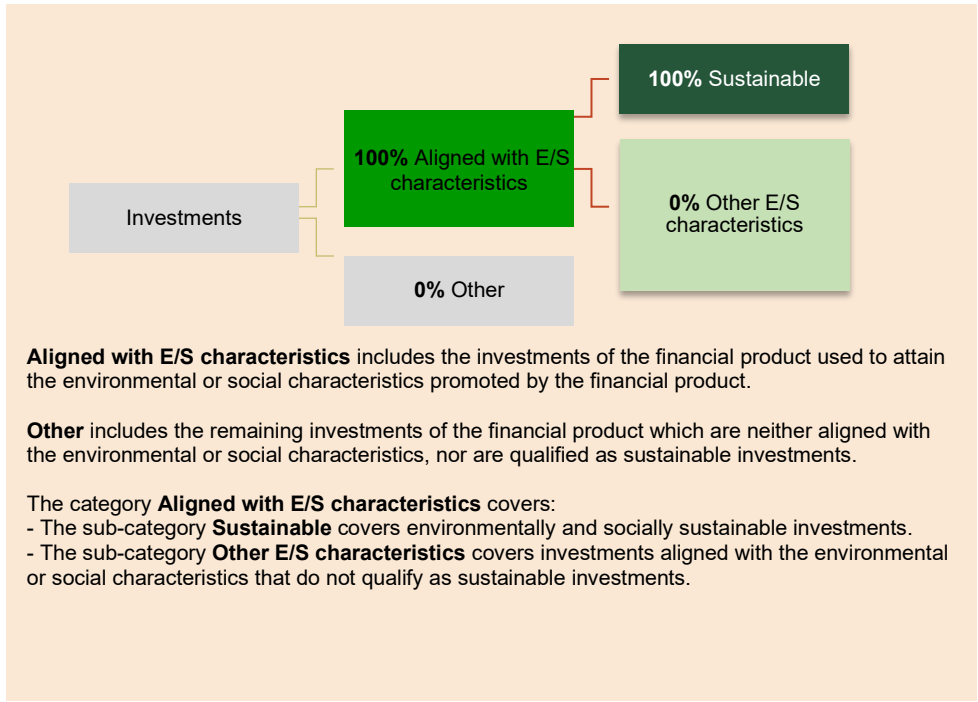 100% Sustainable
100% Aligned with E/S
characteristics
Investments
0% Other E/S
characteristics
0% Other
Aligned with E/S characteristics includes the investments of the financial product used to attain
the environmental or social characteristics promoted by the financial product.
Other includes the remaining investments of the financial product which are neither aligned with
the environmental or social characteristics, nor are qualified as sustainable investments.
The category Aligned with E/S characteristics covers:
- The sub-category Sustainable covers environmentally and socially sustainable investments.
- The sub-category Other E/S characteristics covers investments aligned with the environmental
or social characteristics that do not qualify as sustainable investments.